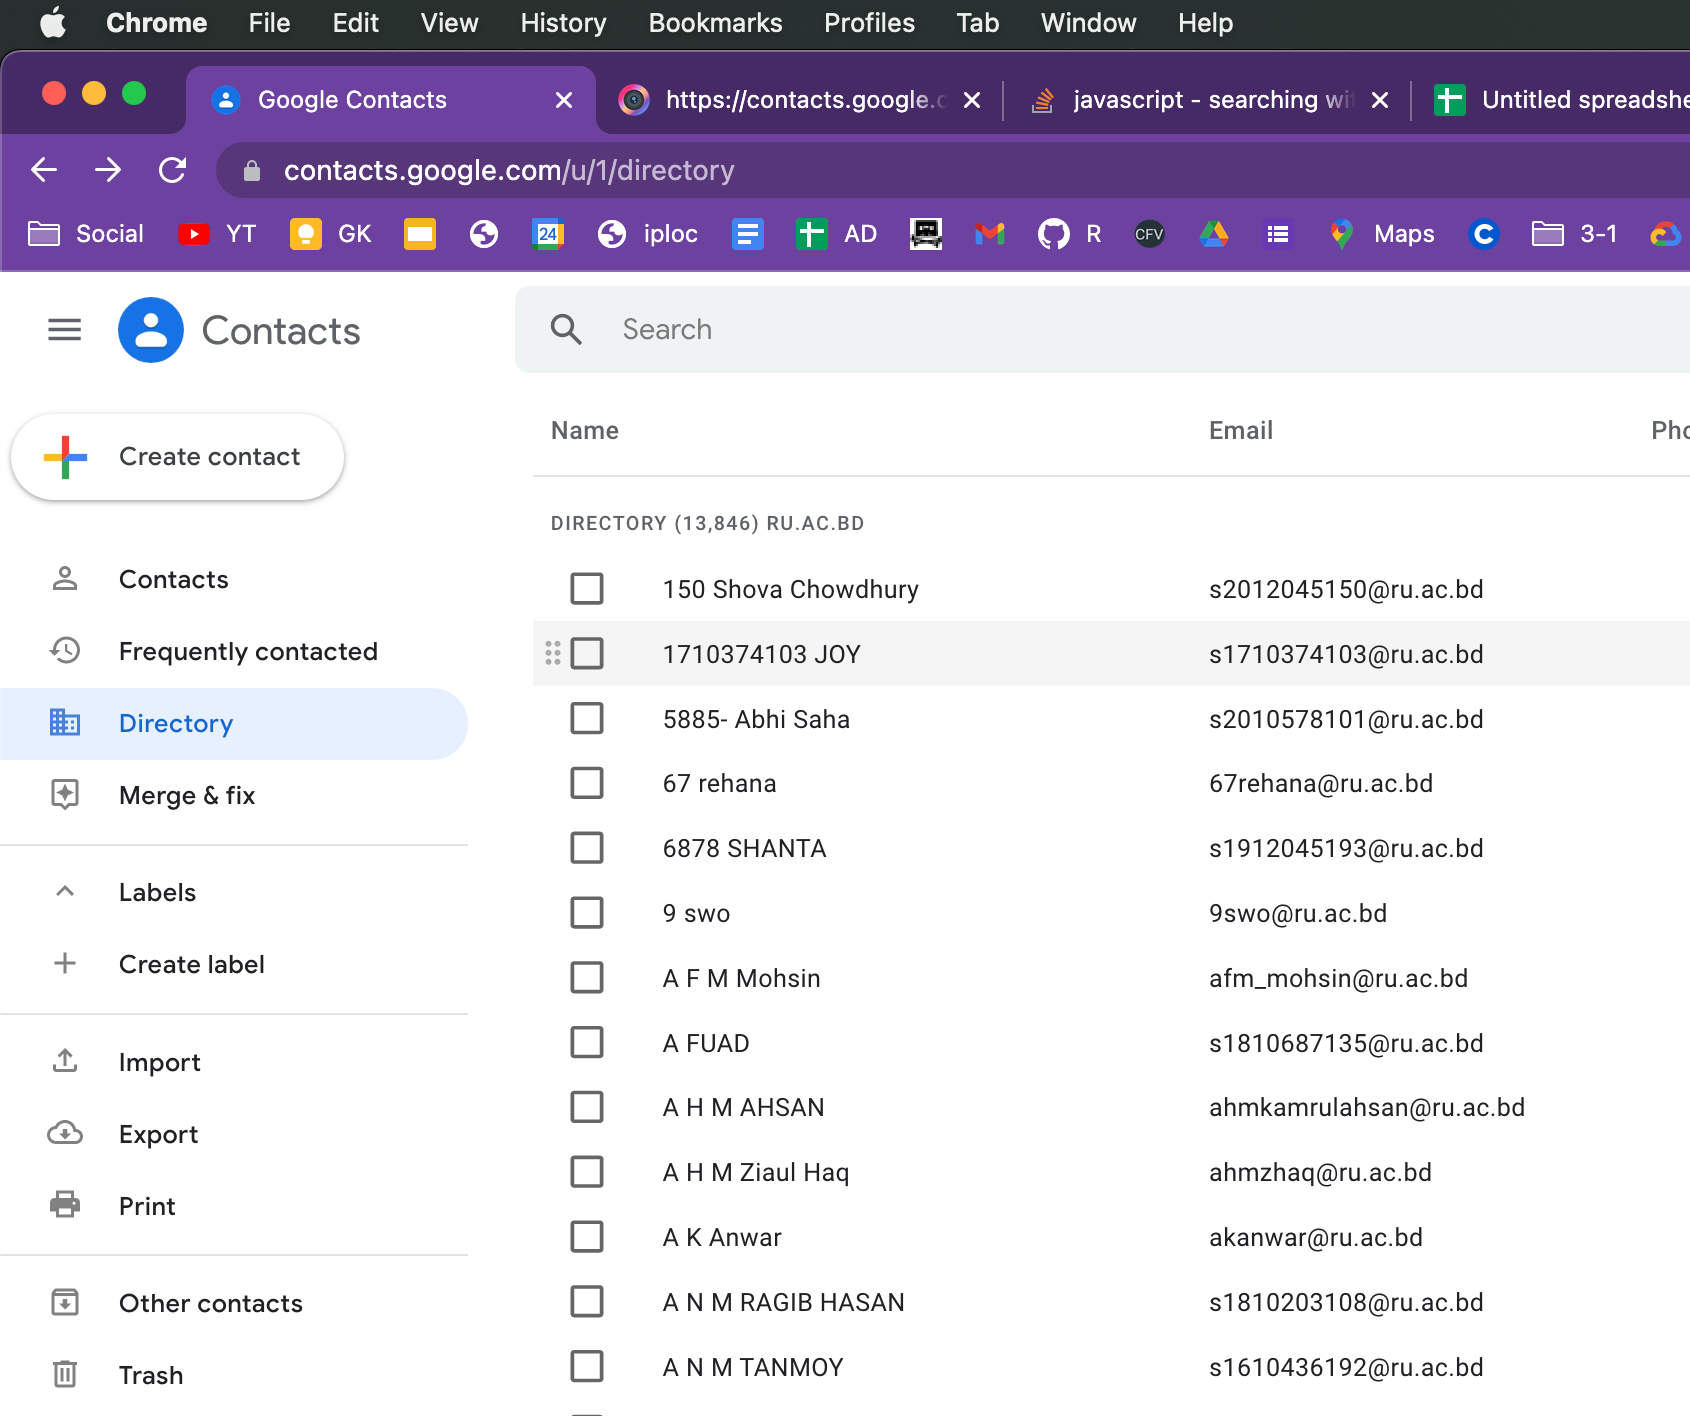 Chrome File Edit View History Bookmarks Profiles Tab Window Help
Google Contacts https://contacts.google.c javascript - searching wi Untitled spreadshe
contacts.google.com/u/1/directory
Social YT GK 24 iploc AD R CFV Maps C 3-1
Contacts
Search
Create contact
Contacts
Frequently contacted
Directory
Merge & fix
Labels
Create label
Import
Export
Print
Other contacts
Trash
Name Email Pho
DIRECTORY (13,846) RU.AC.BD
150 Shova Chowdhury s2012045150@ru.ac.bd
1710374103 JOY s1710374103@ru.ac.bd
5885- Abhi Saha s2010578101@ru.ac.bd
67 rehana 67rehana@ru.ac.bd
6878 SHANTA s1912045193@ru.ac.bd
9 swo 9swo@ru.ac.bd
A F M Mohsin afm_mohsin@ru.ac.bd
A FUAD s1810687135@ru.ac.bd
A H M AHSAN ahmkamrulahsan@ru.ac.bd
A H M Ziaul Haq ahmzhaq@ru.ac.bd
A K Anwar akanwar@ru.ac.bd
A N M RAGIB HASAN s1810203108@ru.ac.bd
A N M TANMOY s1610436192@ru.ac.bd